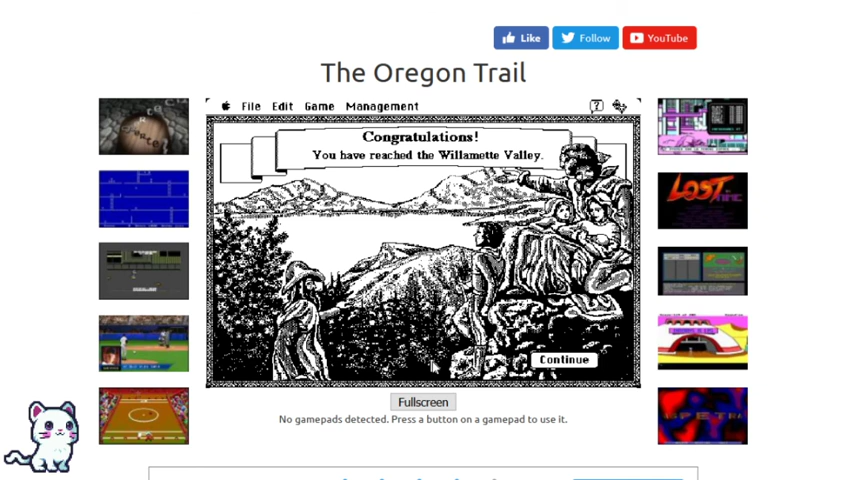 Like
Follow
YouTube
The Oregon Trail
File Edit Game Management
Congratulations!
You have reached the Willamette Valley.
LOST
Continue
Fullscreen
No gamepads detected. Press a button on a gamepad to use it.